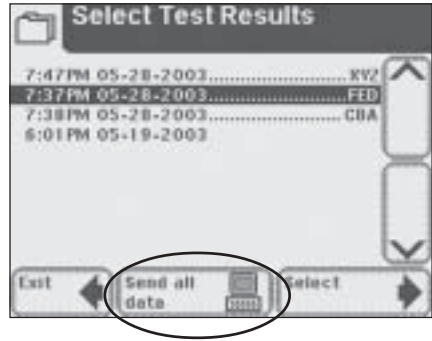 Select Test Results
7:47PM 05-28-2003......................KYZ
7:37PM 05-28-2003......................FED
7:38PM 05-28-2003......................CBA
6:01PM 05-19-2003
Exit
Send all
data
Select